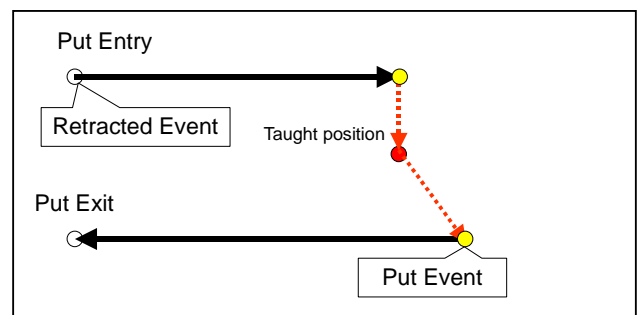 Put Entry
Retracted Event
Taught position
Put Exit
Put Event